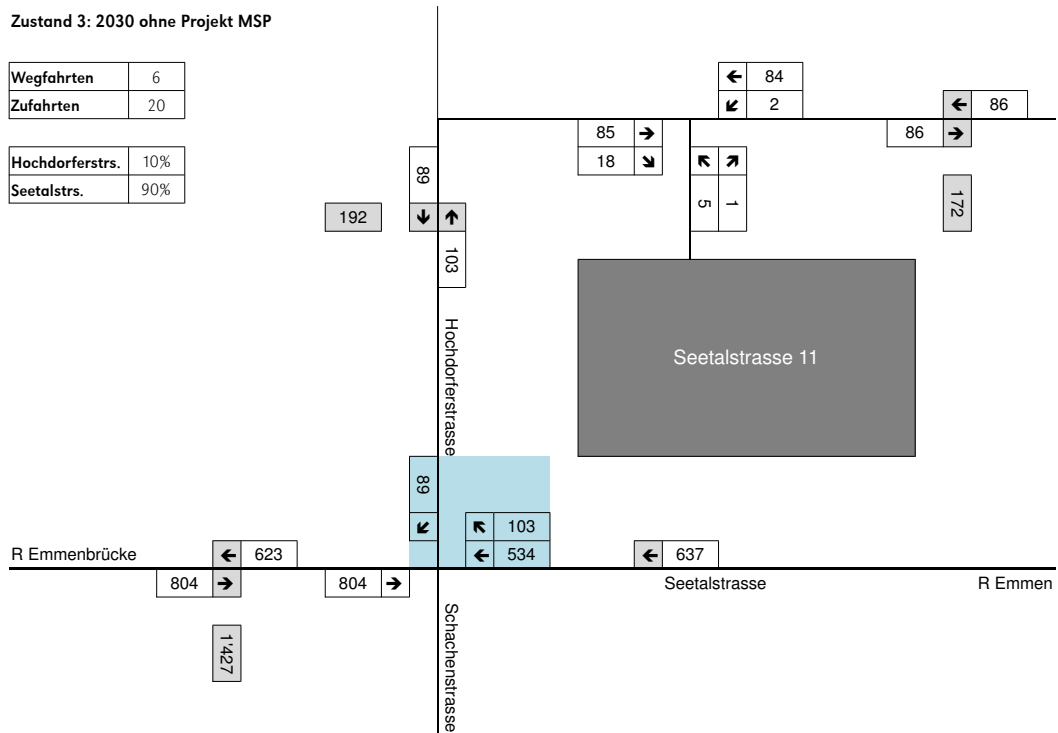 Zustand 3: 2030 ohne Projekt MSP
Wegfahrten 6
Zufahrten 20
Hochdorferstrs. 10%
Seetalstrs. 90%
← 84
↙ 2
← 86
85 →
18 ↘
86 →
↖ ↗
5 1
172
89
192 ↓ ↑
103
Hochdorferstrasse
Seetalstrasse 11
89
↙
↖ 103
← 534
R Emmenbrücke
← 623
← 637
804 →
804 →
Seetalstrasse
R Emmen
1'427
Schachenstrasse